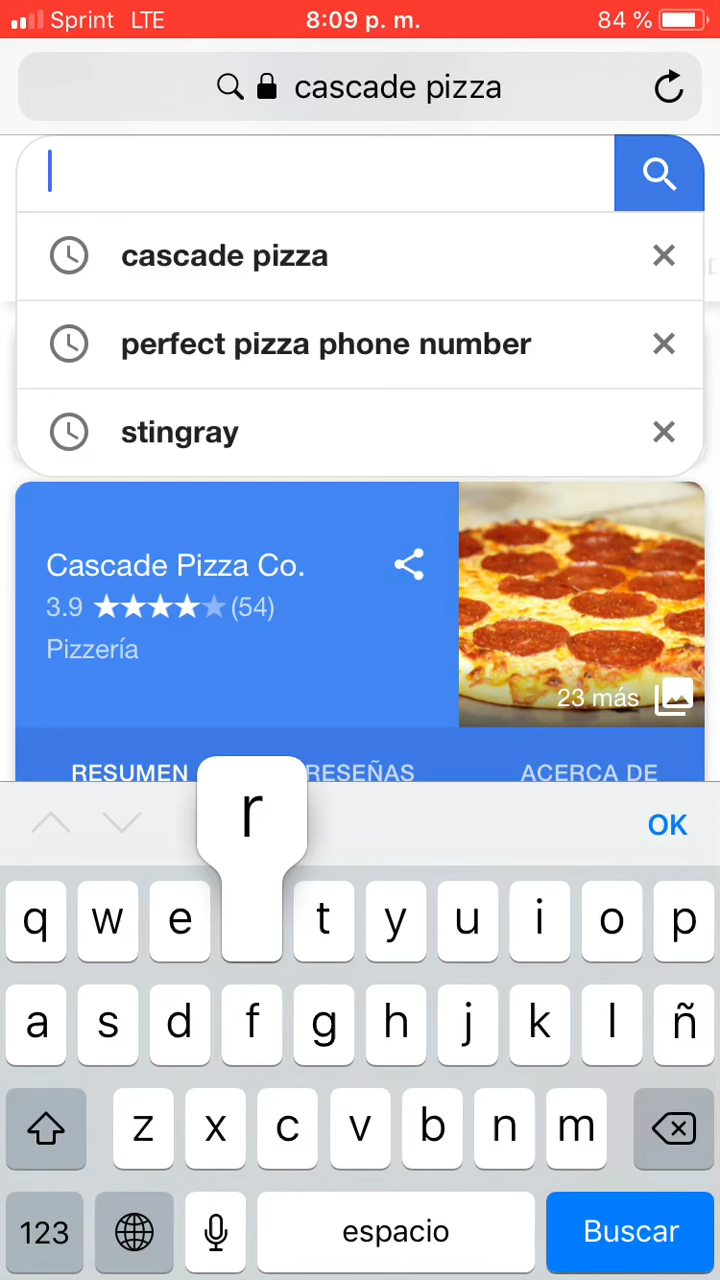 Sprint LTE 8:09 p. m. 84 %
cascade pizza
cascade pizza
perfect pizza phone number
stingray
Cascade Pizza Co.
3.9 (54)
Pizzería
23 más
RESUMEN RESEÑAS ACERCA DE
r
OK
q w e t y u i o p
a s d f g h j k l ñ
z x c v b n m
123 espacio Buscar